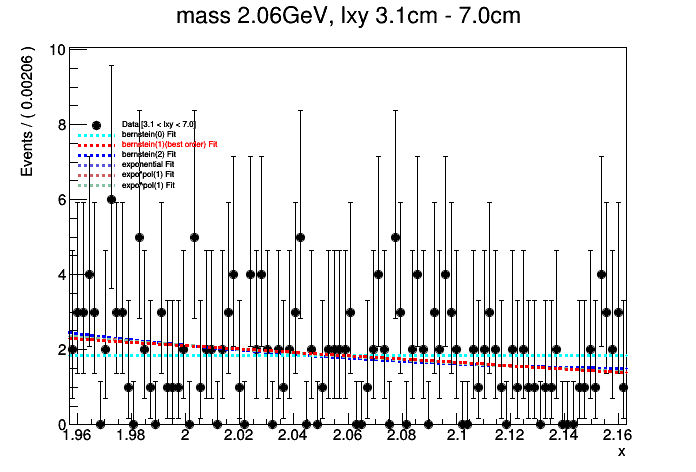 mass 2.06GeV, lxy 3.1cm - 7.0cm
Events / ( 0.00206 )
10
8
6
4
2
0
Data [3.1 < lxy < 7.0]
bernstein(0) Fit
bernstein(1)(best order) Fit
bernstein(2) Fit
exponential Fit
expo*pol(1) Fit
expo*pol(1) Fit
1.96 1.98 2 2.02 2.04 2.06 2.08 2.1 2.12 2.14 2.16
x